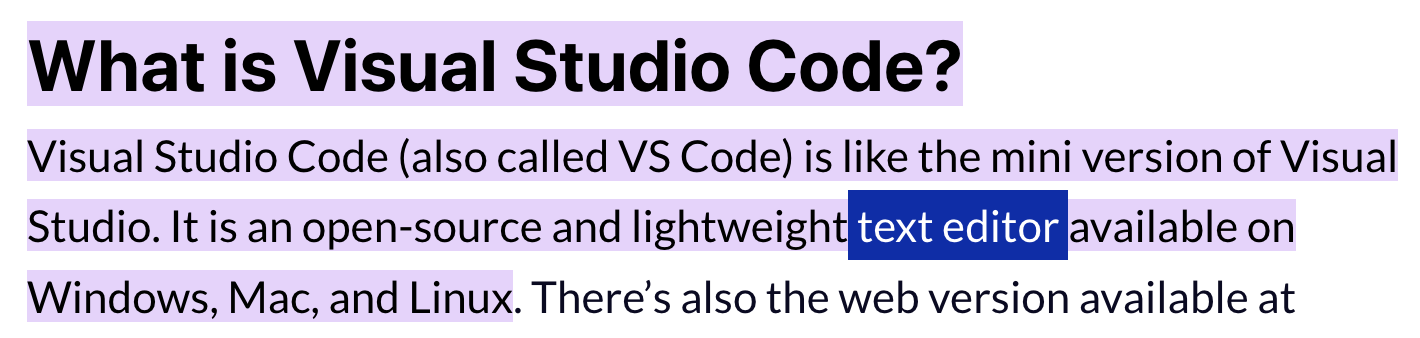 What is Visual Studio Code?
Visual Studio Code (also called VS Code) is like the mini version of Visual
Studio. It is an open-source and lightweight text editor available on
Windows, Mac, and Linux. There’s also the web version available at